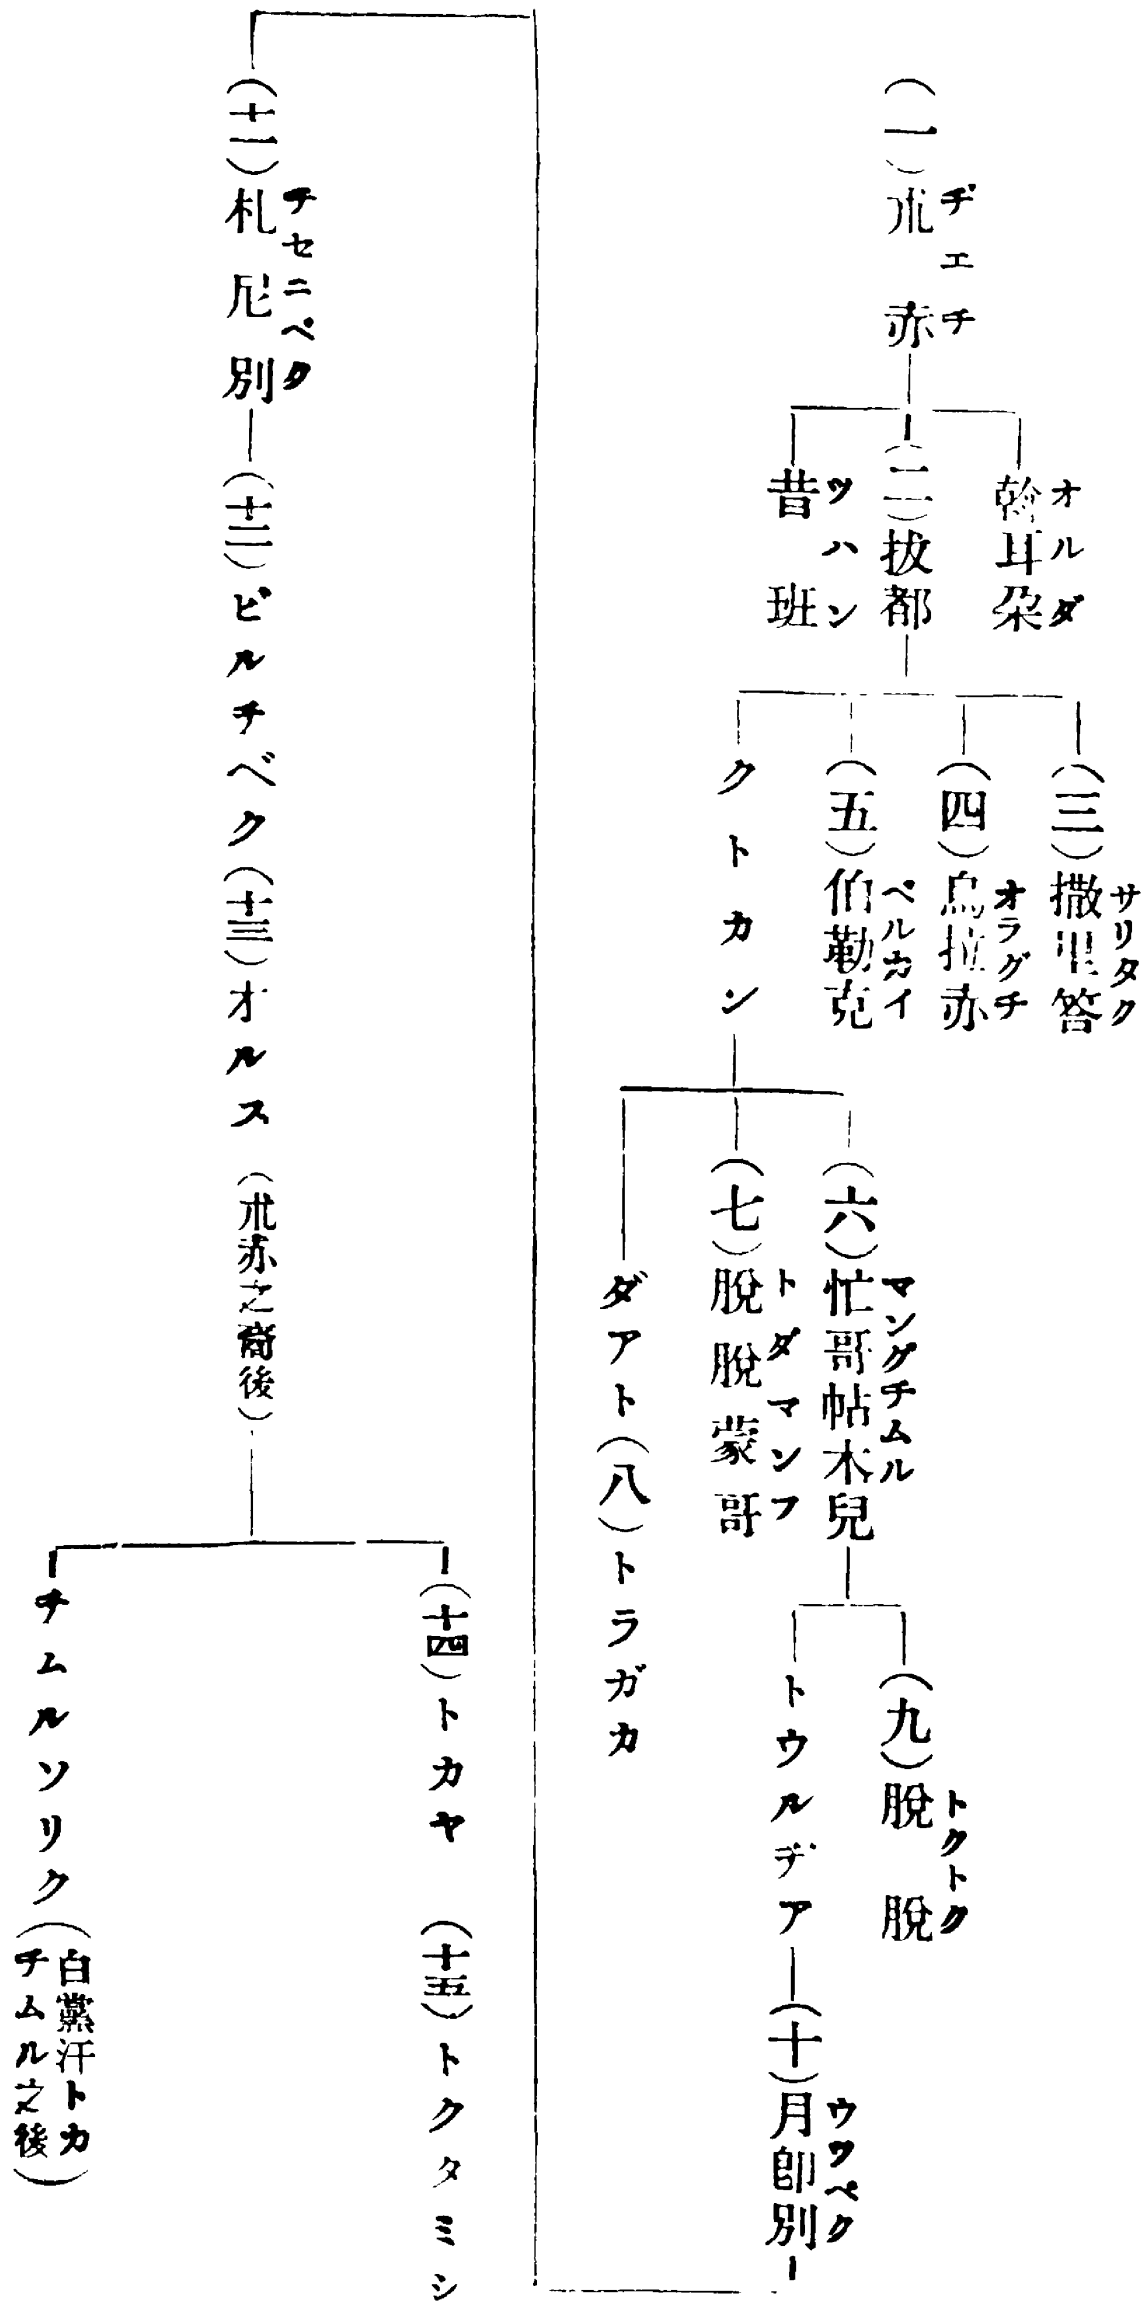 (一)朮赤
ヂエチ
斡耳朶
オルダ
(二)拔都
昔班
ツハン
(三)撒里答
サリタク
(四)烏拉赤
オラグチ
(五)伯勒克
ベルカイ
クトカン
(六)忙哥帖木兒
マングチムル
(七)脫脫蒙哥
トダマンフ
ダアト(八)トラガカ
(九)脫脫
トクトク
トウルヂア
(十)月卽別
ウヅベク
(十一)札尼別
チセニベク
(十二)ビルチベク
(十三)オルス(朮赤之裔後)
(十四)トカヤ
(十五)トクタミシ
チムルソリク(白黨汗トカチムル之後)